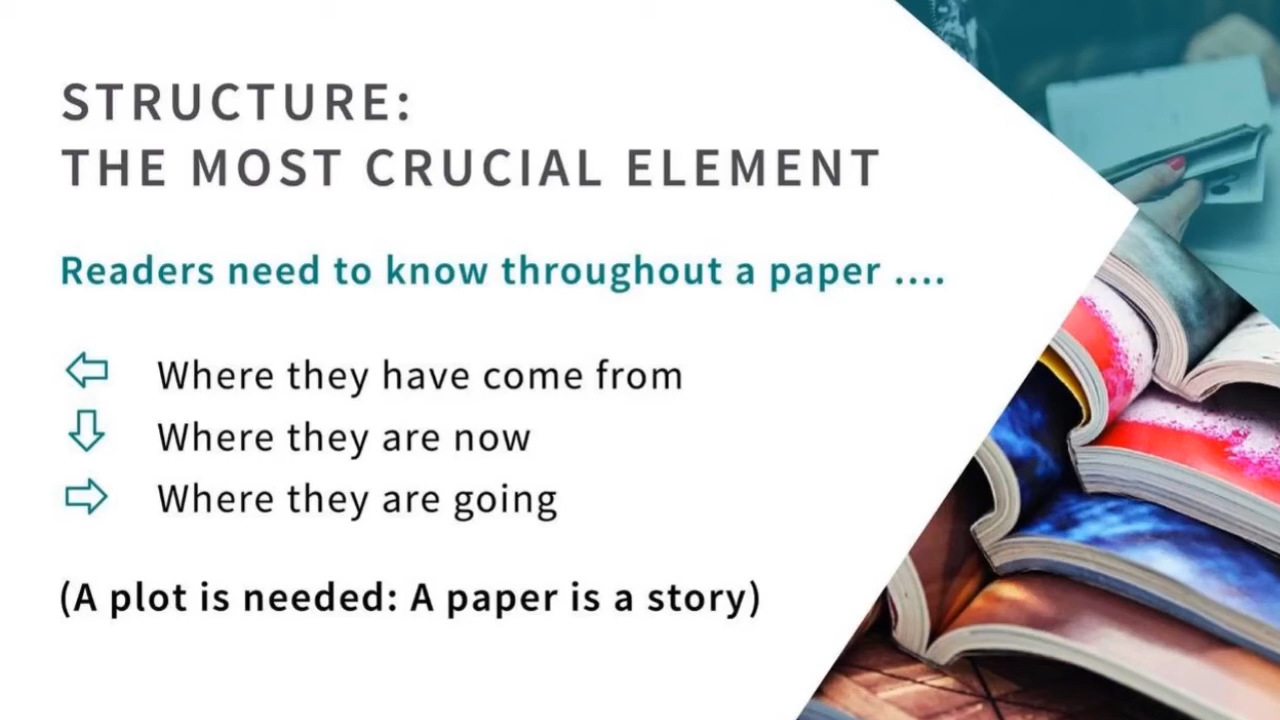 STRUCTURE:
THE MOST CRUCIAL ELEMENT
Readers need to know throughout a paper ....
Where they have come from
Where they are now
Where they are going
(A plot is needed: A paper is a story)